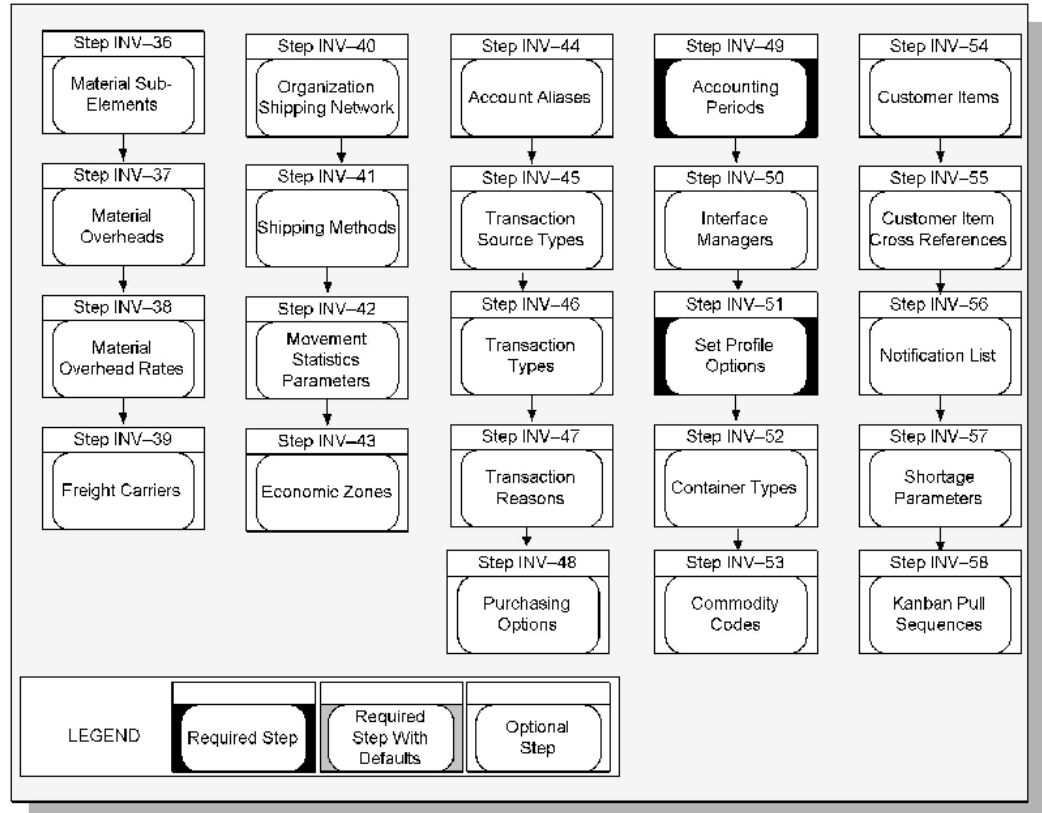 Step INV–36
Material Sub-
Elements
Step INV–37
Material
Overheads
Step INV–38
Material
Overhead Rates
Step INV–39
Freight Carriers
Step INV–40
Organization
Shipping Network
Step INV–41
Shipping Methods
Step INV–42
Movement
Statistics
Parameters
Step INV–43
Economic Zones
Step INV–44
Account Aliases
Step INV–45
Transaction
Source Types
Step INV–46
Transaction
Types
Step INV–47
Transaction
Reasons
Step INV–48
Purchasing
Options
Step INV–49
Accounting
Periods
Step INV–50
Interface
Managers
Step INV–51
Set Profile
Options
Step INV–52
Container Types
Step INV–53
Commodity
Codes
Step INV–54
Customer Items
Step INV–55
Customer Item
Cross References
Step INV–56
Notification List
Step INV–57
Shortage
Parameters
Step INV–58
Kanban Pull
Sequences
LEGEND
Required Step
Required
Step With
Defaults
Optional
Step